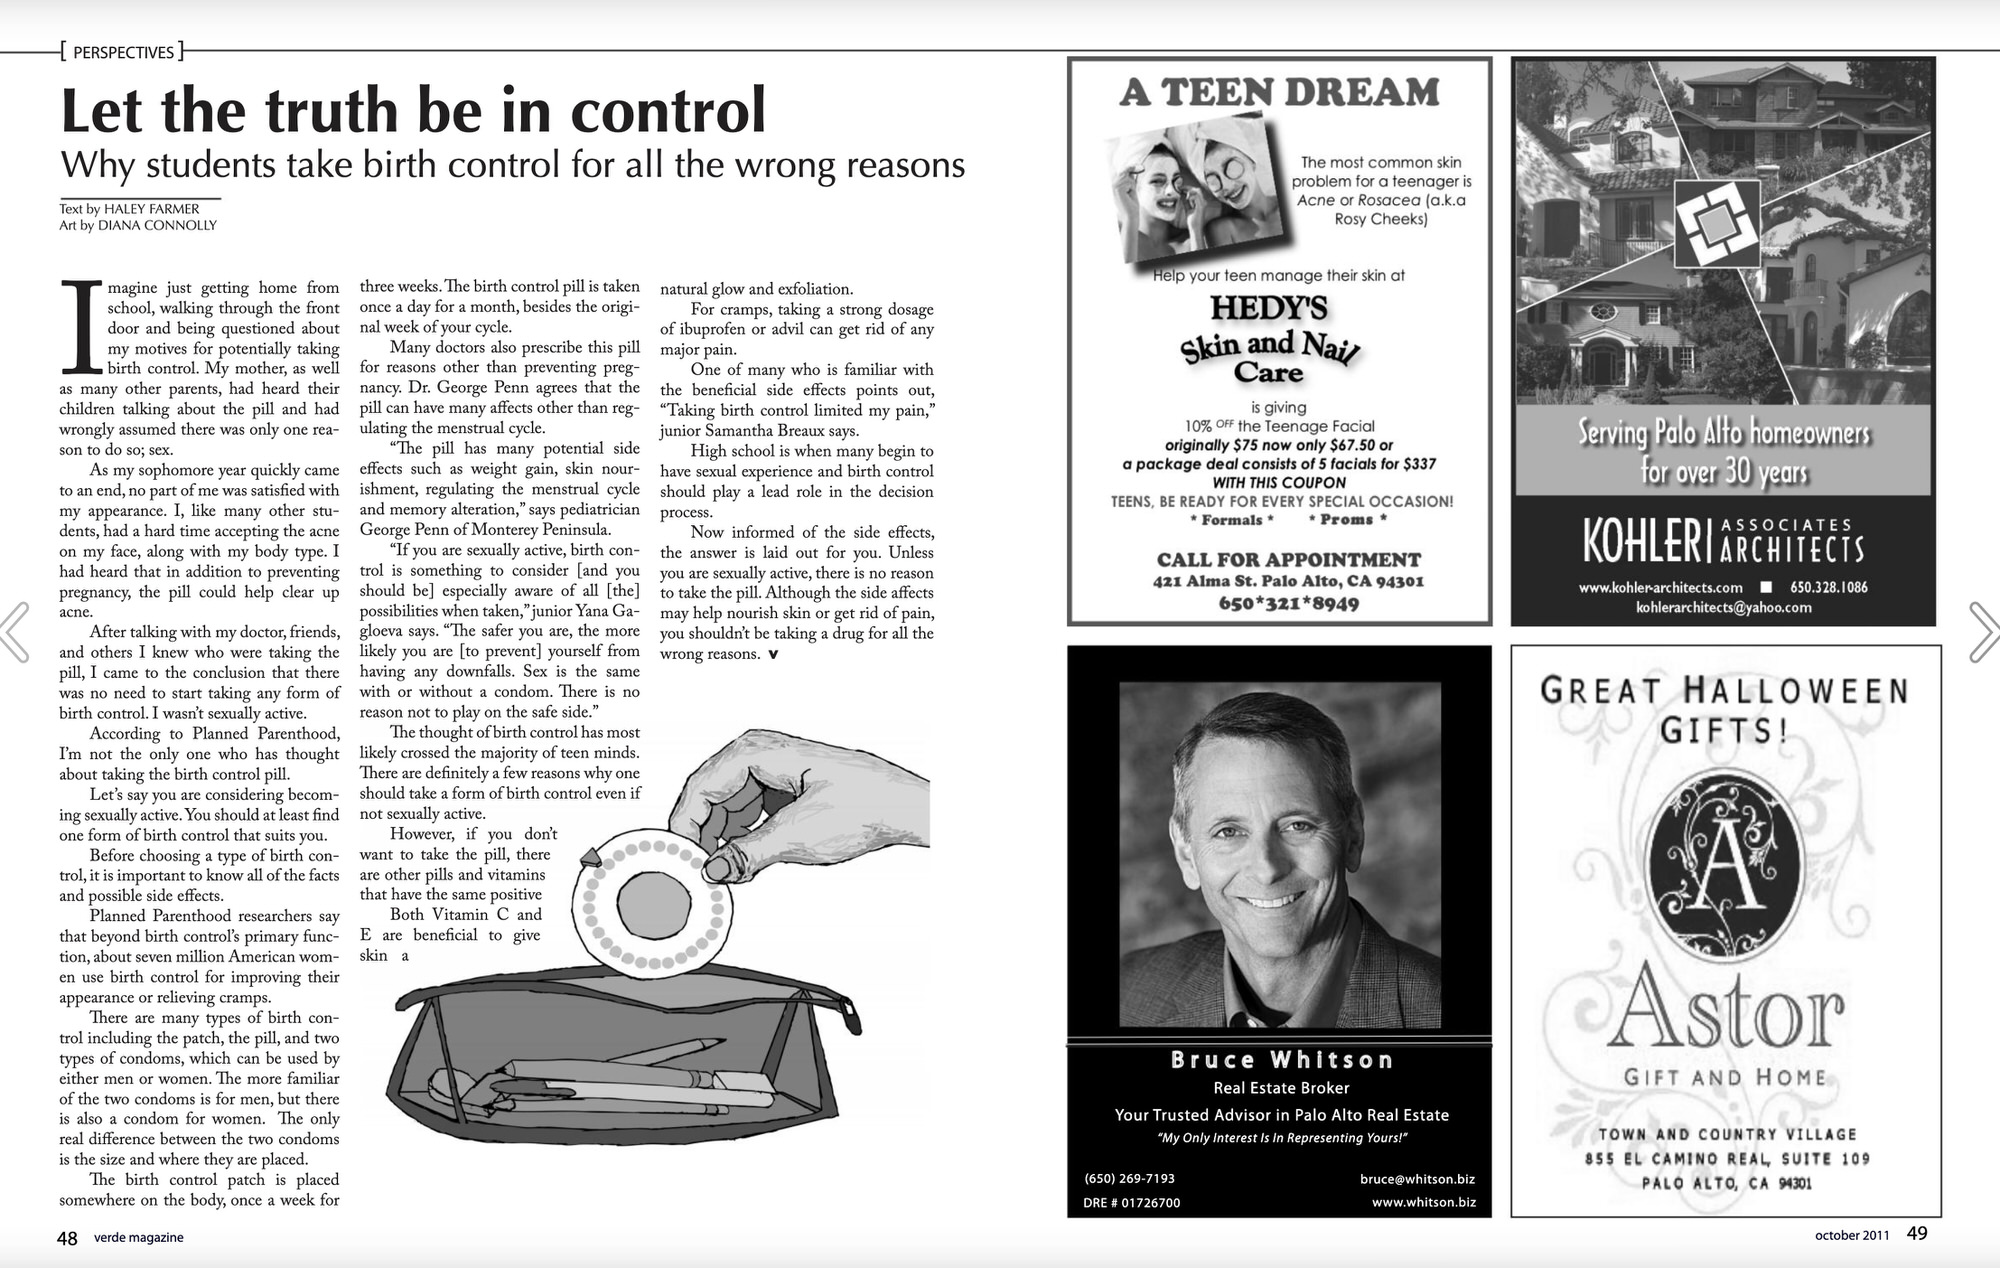 [ PERSPECTIVES ]
Let the truth be in control
Why students take birth control for all the wrong reasons
Text by HALEY FARMER
Art by DIANA CONNOLLY
Imagine just getting home from
school, walking through the front
door and being questioned about
my motives for potentially taking
birth control. My mother, as well
as many other parents, had heard their
children talking about the pill and had
wrongly assumed there was only one rea-
son to do so; sex.
As my sophomore year quickly came
to an end, no part of me was satisfied with
my appearance. I, like many other stu-
dents, had a hard time accepting the acne
on my face, along with my body type. I
had heard that in addition to preventing
pregnancy, the pill could help clear up
acne.
After talking with my doctor, friends,
and others I knew who were taking the
pill, I came to the conclusion that there
was no need to start taking any form of
birth control. I wasn't sexually active.
According to Planned Parenthood,
I'm not the only one who has thought
about taking the birth control pill.
Let's say you are considering becom-
ing sexually active. You should at least find
one form of birth control that suits you.
Before choosing a type of birth con-
trol, it is important to know all of the facts
and possible side effects.
Planned Parenthood researchers say
that beyond birth control's primary func-
tion, about seven million American wom-
en use birth control for improving their
appearance or relieving cramps.
There are many types of birth con-
trol including the patch, the pill, and two
types of condoms, which can be used by
either men or women. The more familiar
of the two condoms is for men, but there
is also a condom for women. The only
real difference between the two condoms
is the size and where they are placed.
The birth control patch is placed
somewhere on the body, once a week for
three weeks. The birth control pill is taken
once a day for a month, besides the origi-
nal week of your cycle.
Many doctors also prescribe this pill
for reasons other than preventing preg-
nancy. Dr. George Penn agrees that the
pill can have many affects other than reg-
ulating the menstrual cycle.
"The pill has many potential side
effects such as weight gain, skin nour-
ishment, regulating the menstrual cycle
and memory alteration," says pediatrician
George Penn of Monterey Peninsula.
"If you are sexually active, birth con-
trol is something to consider [and you
should be] especially aware of all [the]
possibilities when taken," junior Yana Ga-
gloeva says. "The safer you are, the more
likely you are [to prevent] yourself from
having any downfalls. Sex is the same
with or without a condom. There is no
reason not to play on the safe side."
The thought of birth control has most
likely crossed the majority of teen minds.
There are definitely a few reasons why one
should take a form of birth control even if
not sexually active.
However, if you don't
want to take the pill, there
are other pills and vitamins
that have the same positive
Both Vitamin C and
E are beneficial to give
skin a
natural glow and exfoliation.
For cramps, taking a strong dosage
of ibuprofen or advil can get rid of any
major pain.
One of many who is familiar with
the beneficial side effects points out,
"Taking birth control limited my pain,"
junior Samantha Breaux says.
High school is when many begin to
have sexual experience and birth control
should play a lead role in the decision
process.
Now informed of the side effects,
the answer is laid out for you. Unless
you are sexually active, there is no reason
to take the pill. Although the side affects
may help nourish skin or get rid of pain,
you shouldn't be taking a drug for all the
wrong reasons. V
48 verde magazine
A TEEN DREAM
The most common skin
problem for a teenager is
Acne or Rosacea (a.k.a
Rosy Cheeks)
Help your teen manage their skin at
HEDY'S
Skin and Nail
Care
is giving
10% OFF the Teenage Facial
originally $75 now only $67.50 or
a package deal consists of 5 facials for $337
WITH THIS COUPON
TEENS, BE READY FOR EVERY SPECIAL OCCASION!
* Formals * * Proms *
CALL FOR APPOINTMENT
421 Alma St. Palo Alto, CA 94301
650*321*8949
Serving Palo Alto homeowners
for over 30 years
KOHLER ASSOCIATES
ARCHITECTS
www.kohler-architects.com ■ 650.328.1086
kohlerarchitects@yahoo.com
Bruce Whitson
Real Estate Broker
Your Trusted Advisor in Palo Alto Real Estate
"My Only Interest Is In Representing Yours!"
(650) 269-7193 bruce@whitson.biz
DRE # 01726700 www.whitson.biz
GREAT HALLOWEEN
GIFTS!
A
Astor
GIFT AND HOME
TOWN AND COUNTRY VILLAGE
855 EL CAMINO REAL, SUITE 109
PALO ALTO, CA 94301
october 2011 49